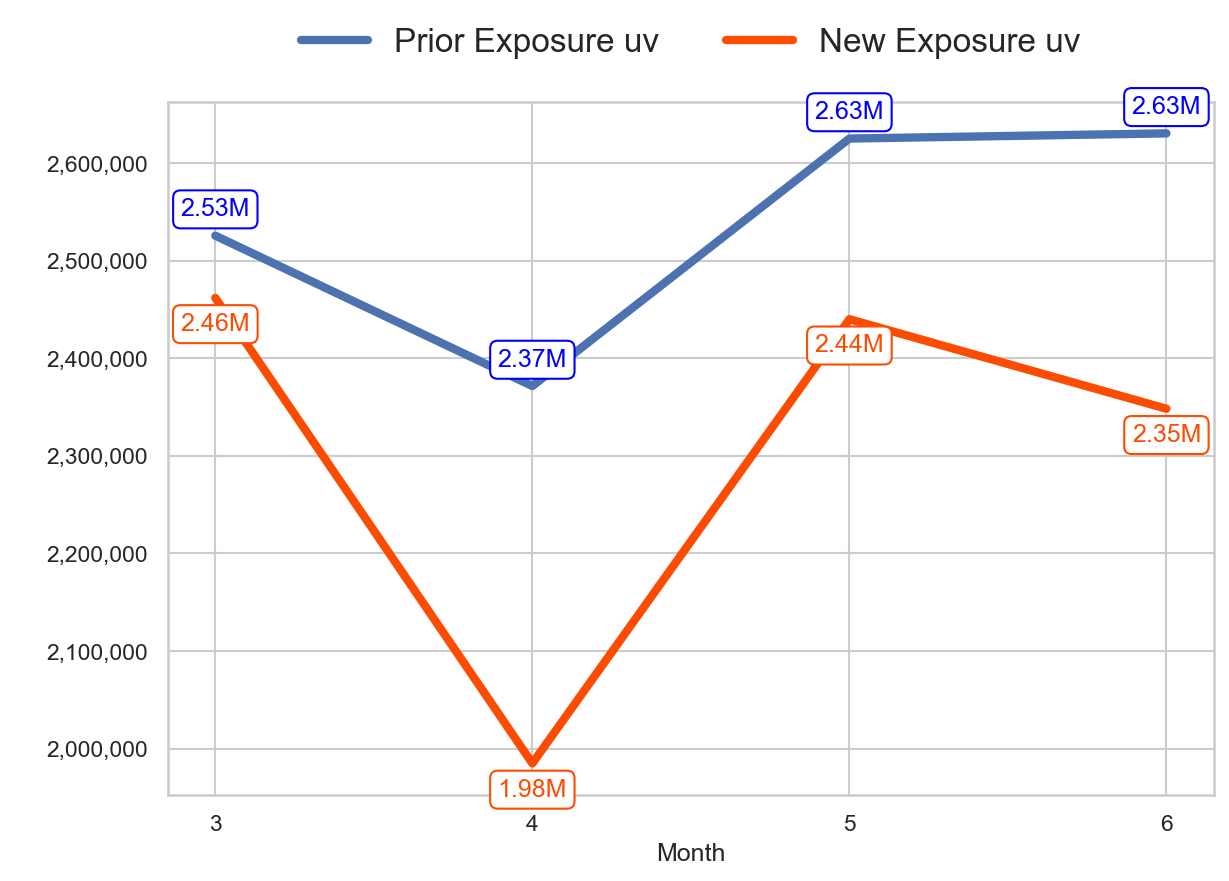 Prior Exposure uv New Exposure uv
2.63M 2.63M
2,600,000
2.53M
2,500,000
2.46M
2.44M
2,400,000
2.37M
2.35M
2,300,000
2,200,000
2,100,000
2,000,000
1.98M
3 4 5 6
Month